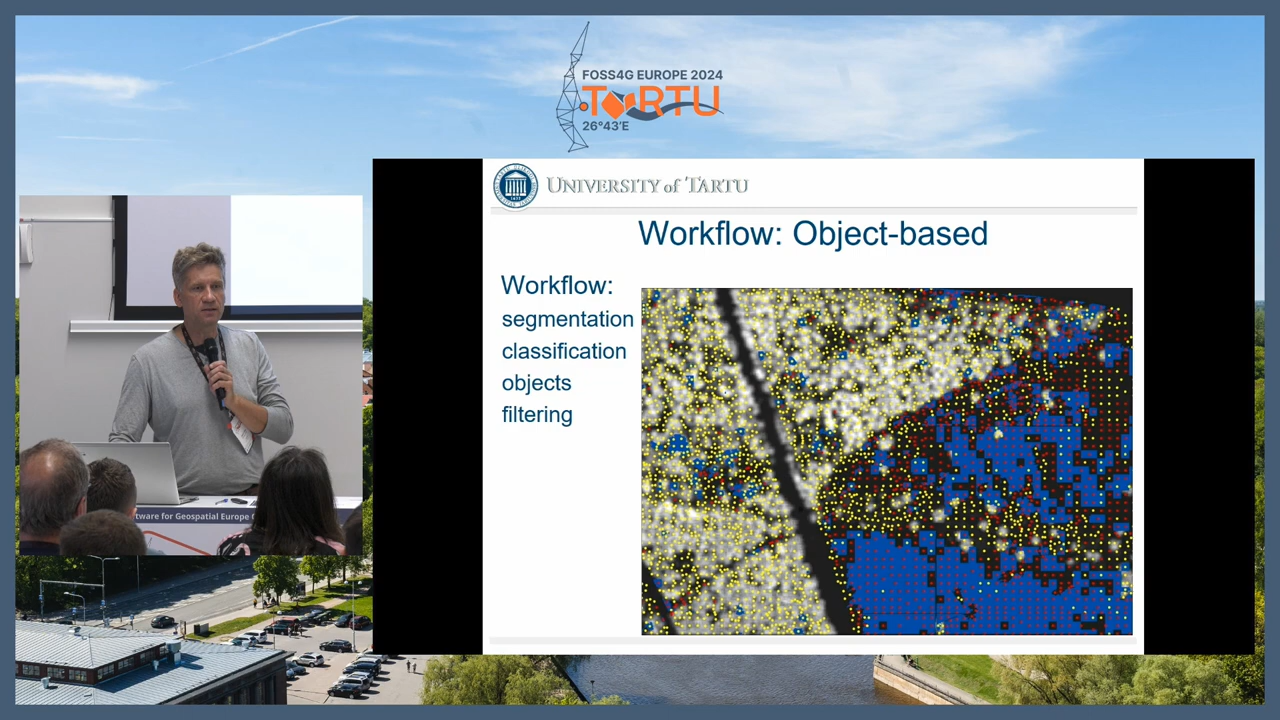 FOSS4G EUROPE 2024
TARTU
26°43'E
UNIVERSITY of TARTU
Workflow: Object-based
Workflow:
segmentation
classification
objects
filtering
tware for Geospatial Europe